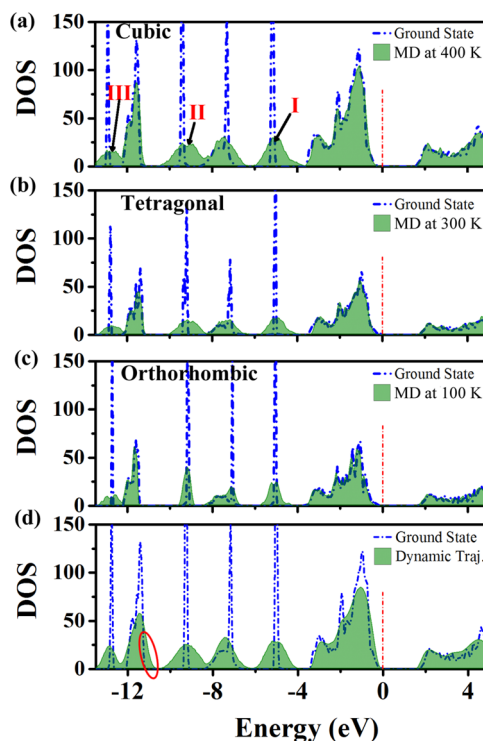 (a)
Cubic
Ground State
MD at 400 K
III
II
I
DOS
150
100
50
0
(b)
Tetragonal
Ground State
MD at 300 K
DOS
150
100
50
0
(c)
Orthorhombic
Ground State
MD at 100 K
DOS
150
100
50
0
(d)
Ground State
Dynamic Traj.
DOS
150
100
50
0
-12 -8 -4 0 4
Energy (eV)